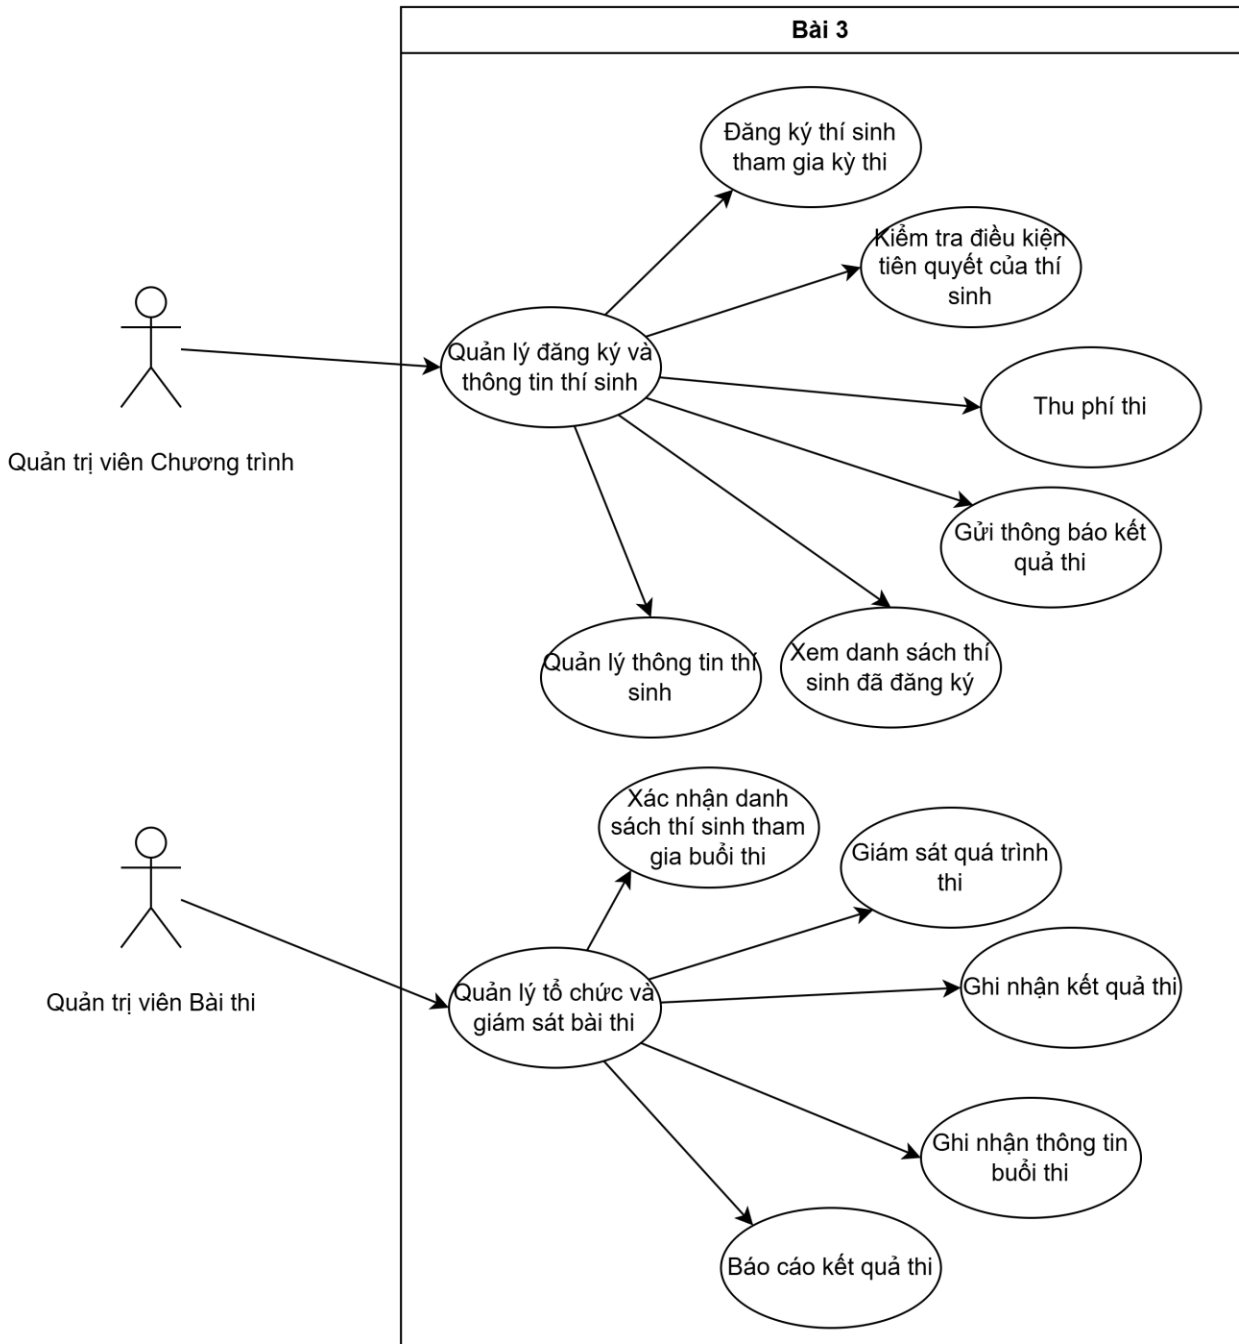 Bài 3
Đăng ký thí sinh
tham gia kỳ thi
Kiểm tra điều kiện
tiên quyết của thí
sinh
Quản lý đăng ký và
thông tin thí sinh
Thu phí thi
Quản trị viên Chương trình
Gửi thông báo kết
quả thi
Quản lý thông tin thí
sinh
Xem danh sách thí
sinh đã đăng ký
Xác nhận danh
sách thí sinh tham
gia buổi thi
Giám sát quá trình
thi
Quản lý tổ chức và
giám sát bài thi
Ghi nhận kết quả thi
Quản trị viên Bài thi
Ghi nhận thông tin
buổi thi
Báo cáo kết quả thi